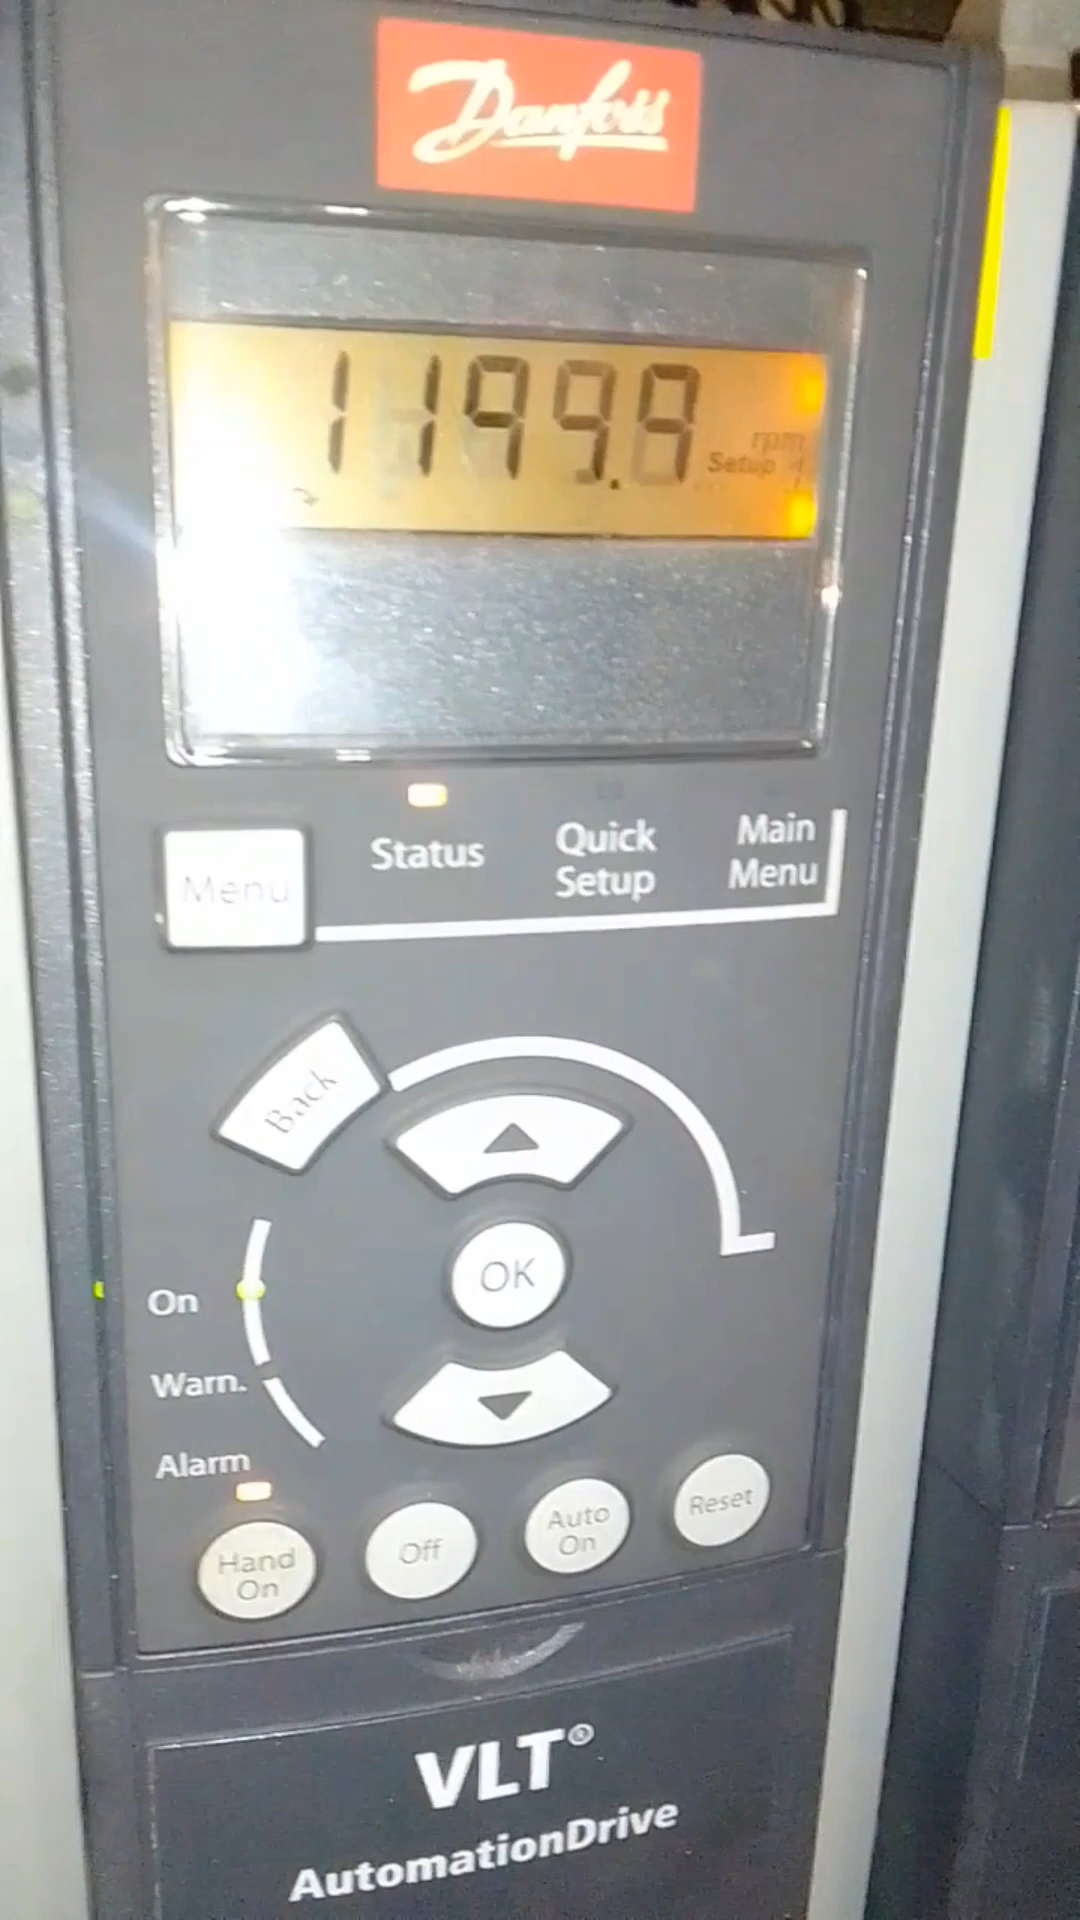 Danfoss
1199.9
rpm
Setup 1
Status
Quick
Setup
Main
Menu
Menu
Back
OK
On
Warn.
Alarm
Hand
On
Off
Auto
On
Reset
VLT®
AutomationDrive